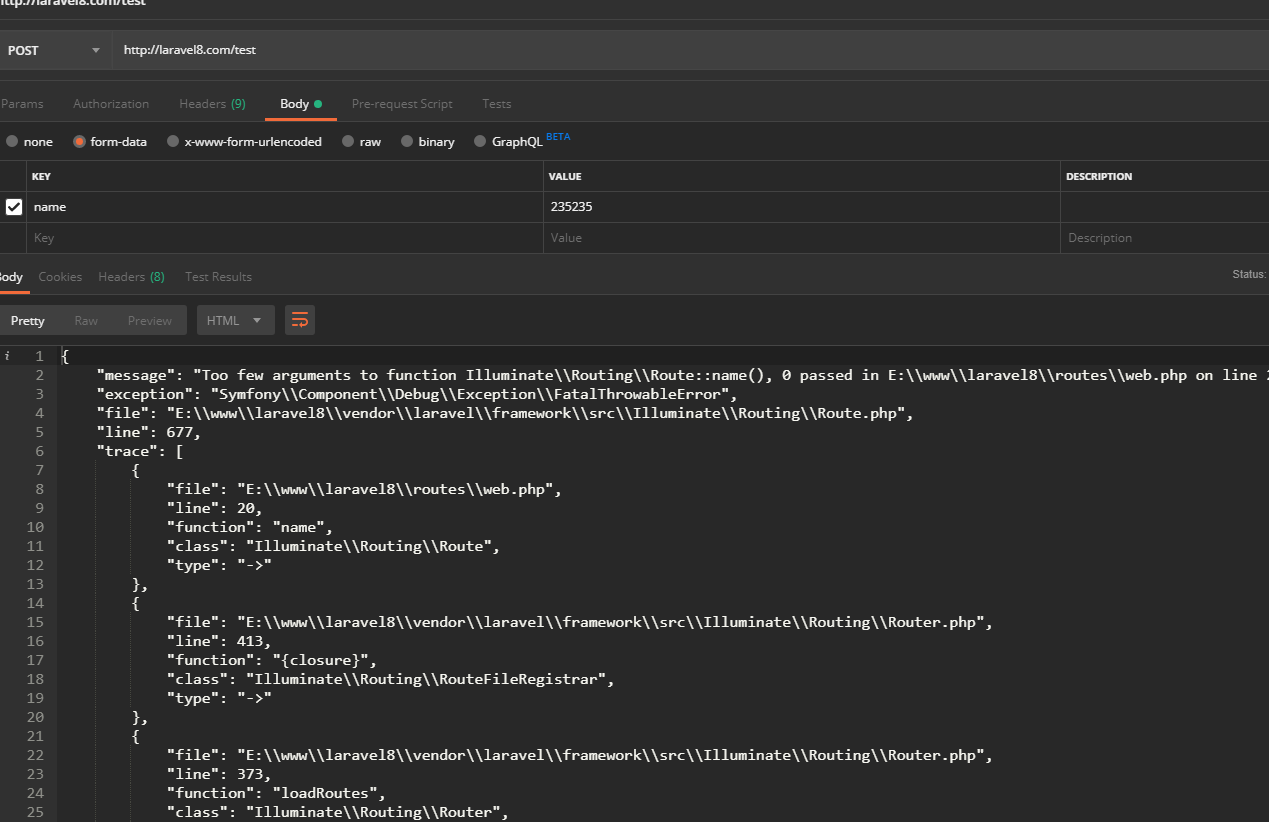 http://laravel8.com/test
POST http://laravel8.com/test
Params Authorization Headers (9) Body Pre-request Script Tests
none form-data x-www-form-urlencoded raw binary GraphQL BETA
KEY VALUE DESCRIPTION
name 235235
Key Value Description
Body Cookies Headers (8) Test Results Status:
Pretty Raw Preview HTML
i 1 {
2 "message": "Too few arguments to function Illuminate\\Routing\\Route::name(), 0 passed in E:\\www\\laravel8\\routes\\web.php on line
3 "exception": "Symfony\\Component\\Debug\\Exception\\FatalThrowableError",
4 "file": "E:\\www\\laravel8\\vendor\\laravel\\framework\\src\\Illuminate\\Routing\\Route.php",
5 "line": 677,
6 "trace": [
7 {
8 "file": "E:\\www\\laravel8\\routes\\web.php",
9 "line": 20,
10 "function": "name",
11 "class": "Illuminate\\Routing\\Route",
12 "type": "->"
13 },
14 {
15 "file": "E:\\www\\laravel8\\vendor\\laravel\\framework\\src\\Illuminate\\Routing\\Router.php",
16 "line": 413,
17 "function": "{closure}",
18 "class": "Illuminate\\Routing\\RouteFileRegistrar",
19 "type": "->"
20 },
21 {
22 "file": "E:\\www\\laravel8\\vendor\\laravel\\framework\\src\\Illuminate\\Routing\\Router.php",
23 "line": 373,
24 "function": "loadRoutes",
25 "class": "Illuminate\\Routing\\Router",